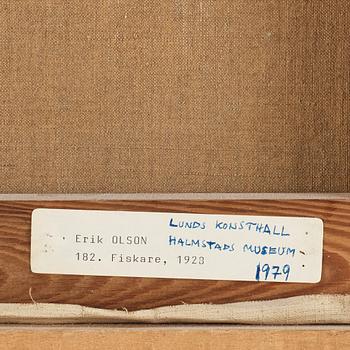 Erik OLSON
182. Fiskare, 1928
LUNDS KONSTHALL
HALMSTADS MUSEUM
1979